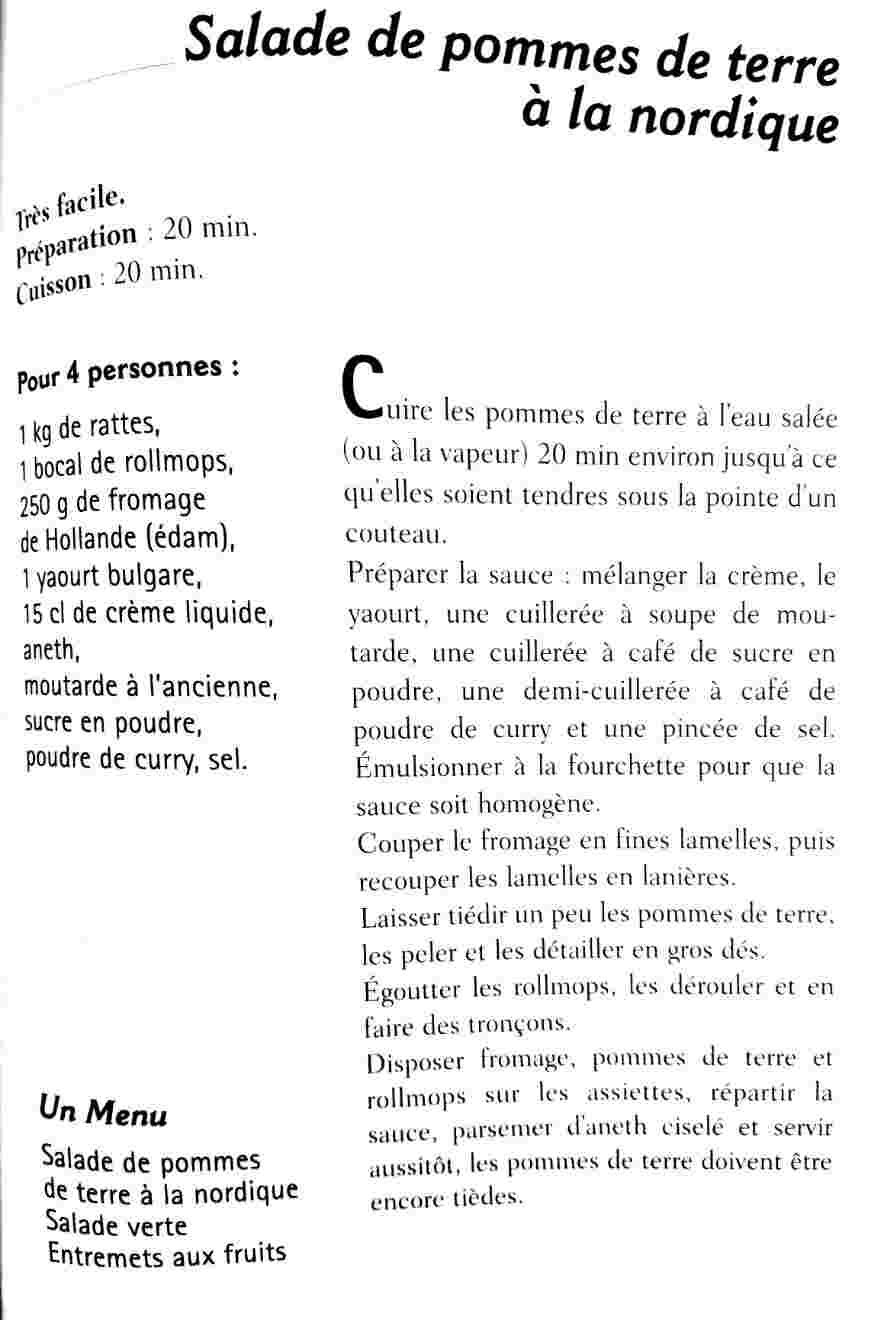 Salade de pommes de terre
à la nordique
Très facile.
Préparation : 20 min.
Cuisson : 20 min.
Pour 4 personnes :
1 kg de rattes,
1 bocal de rollmops,
250 g de fromage
de Hollande (édam),
1 yaourt bulgare,
15 cl de crème liquide,
aneth,
moutarde à l'ancienne,
sucre en poudre,
poudre de curry, sel.
Cuire les pommes de terre à l'eau salée
(ou à la vapeur) 20 min environ jusqu'à ce
qu'elles soient tendres sous la pointe d'un
couteau.
Préparer la sauce : mélanger la crème, le
yaourt, une cuillerée à soupe de mou-
tarde, une cuillerée à café de sucre en
poudre, une demi-cuillerée à café de
poudre de curry et une pincée de sel.
Émulsionner à la fourchette pour que la
sauce soit homogène.
Couper le fromage en fines lamelles, puis
recouper les lamelles en lanières.
Laisser tiédir un peu les pommes de terre,
les peler et les détailler en gros dés.
Égoutter les rollmops, les dérouler et en
faire des tronçons.
Disposer fromage, pommes de terre et
rollmops sur les assiettes, répartir la
sauce, parsemer d'aneth ciselé et servir
aussitôt, les pommes de terre doivent être
encore tièdes.
Un Menu
Salade de pommes
de terre à la nordique
Salade verte
Entremets aux fruits